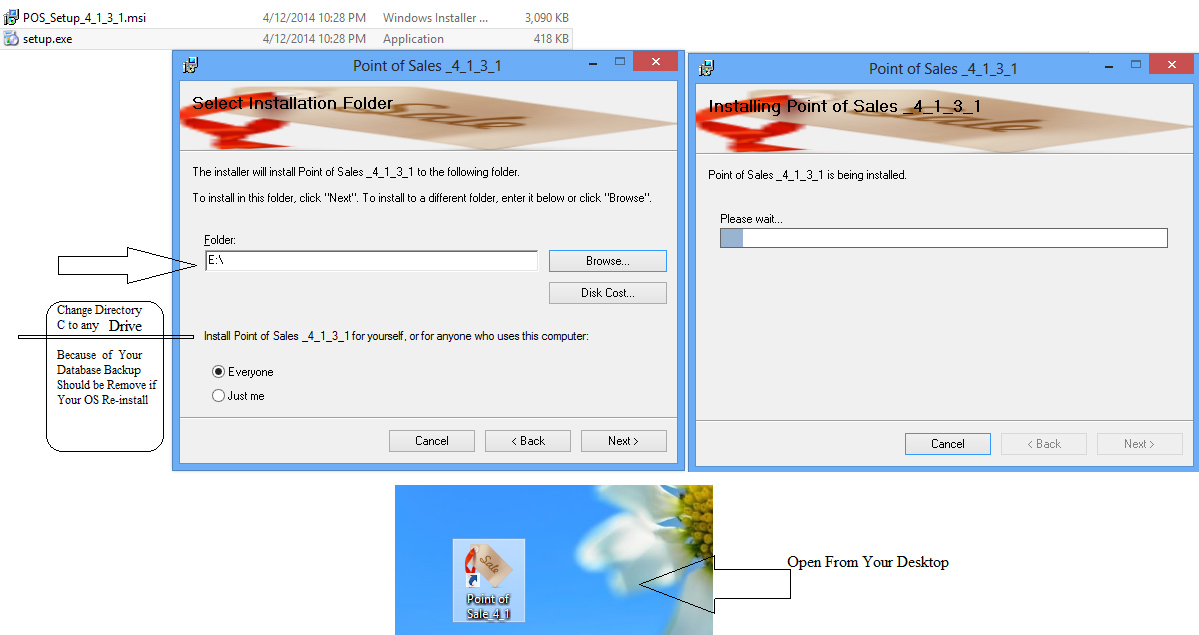 POS_Setup_4_1_3_1.msi 4/12/2014 10:28 PM Windows Installer ... 3,090 KB
setup.exe 4/12/2014 10:28 PM Application 418 KB
Point of Sales _4_1_3_1
Select Installation Folder
Sale
The installer will install Point of Sales _4_1_3_1 to the following folder.
To install in this folder, click "Next". To install to a different folder, enter it below or click "Browse".
Folder:
E:\
Browse...
Disk Cost...
Install Point of Sales _4_1_3_1 for yourself, or for anyone who uses this computer:
Everyone
Just me
Cancel
< Back
Next >
Change Directory
C to any Drive
Because of Your
Database Backup
Should be Remove if
Your OS Re-install
Point of Sales _4_1_3_1
Installing Point of Sales _4_1_3_1
Sale
Point of Sales _4_1_3_1 is being installed.
Please wait...
Cancel
< Back
Next >
Sale
Point of
Sale_4_1
Open From Your Desktop